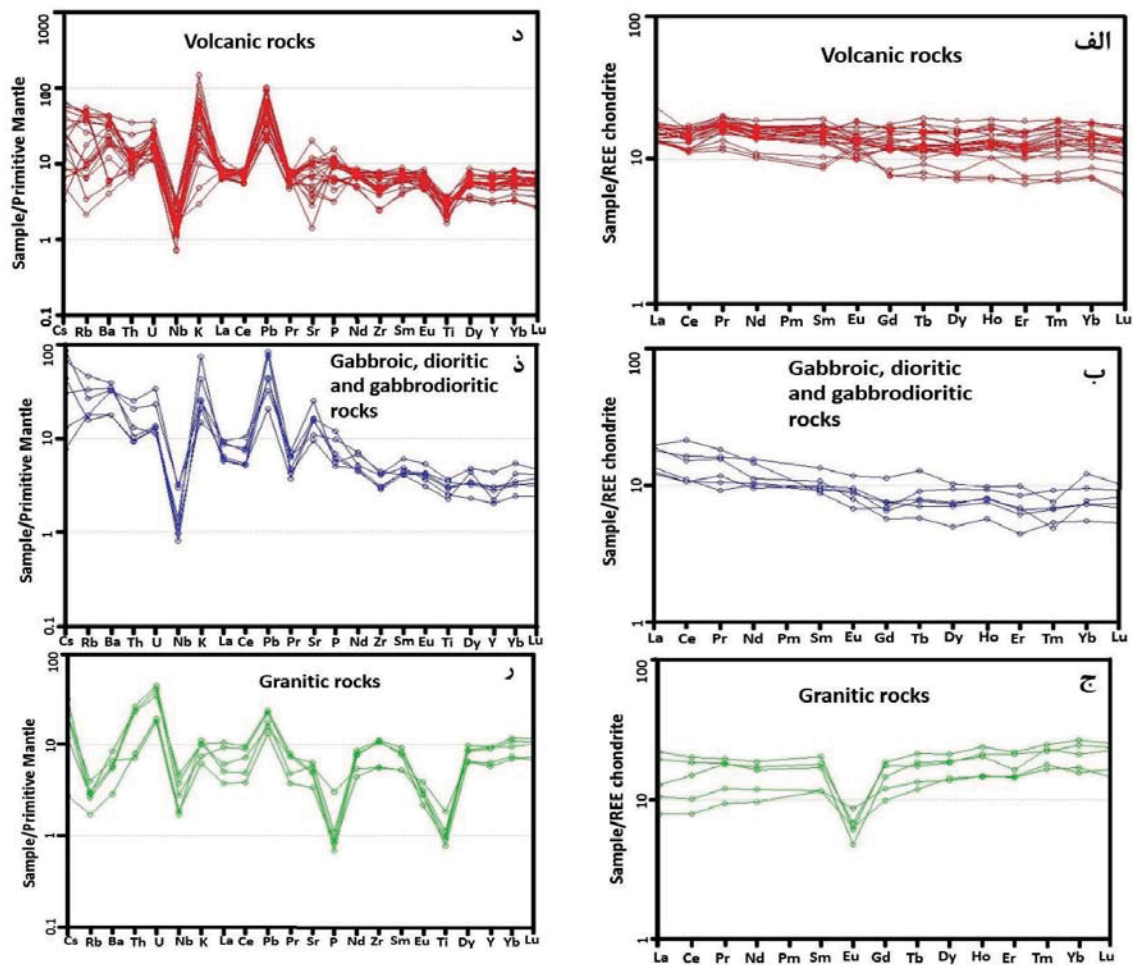 د
Volcanic rocks
Sample/Primitive Mantle
1000
100
10
1
0.1
Cs Rb Ba Th U Nb K La Ce Pb Pr Sr P Nd Zr Sm Eu Ti Dy Y Yb Lu
الف
Volcanic rocks
Sample/REE chondrite
100
10
1
La Ce Pr Nd Pm Sm Eu Gd Tb Dy Ho Er Tm Yb Lu
Gabbroic, dioritic
and gabbrodioritic
rocks
Sample/Primitive Mantle
100
10
1
0.1
Cs Rb Ba Th U Nb K La Ce Pb Pr Sr P Nd Zr Sm Eu Ti Dy Y Yb Lu
ب
Gabbroic, dioritic
and gabbrodioritic
rocks
Sample/REE chondrite
100
10
1
La Ce Pr Nd Pm Sm Eu Gd Tb Dy Ho Er Tm Yb Lu
ر
Granitic rocks
Sample/Primitive Mantle
100
10
1
0.1
Cs Rb Ba Th U Nb K La Ce Pb Pr Sr P Nd Zr Sm Eu Ti Dy Y Yb Lu
ج
Granitic rocks
Sample/REE chondrite
100
10
1
La Ce Pr Nd Pm Sm Eu Gd Tb Dy Ho Er Tm Yb Lu